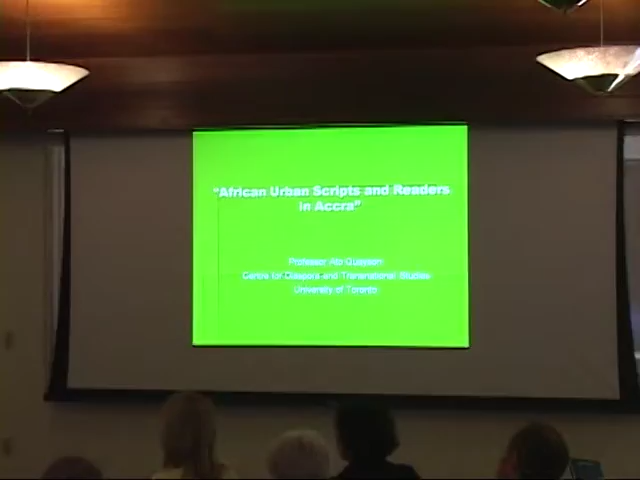 "African Urban Scripts and Readers
in Accra"
Professor Ato Quayson
Centre for Diaspora and Transnational Studies
University of Toronto